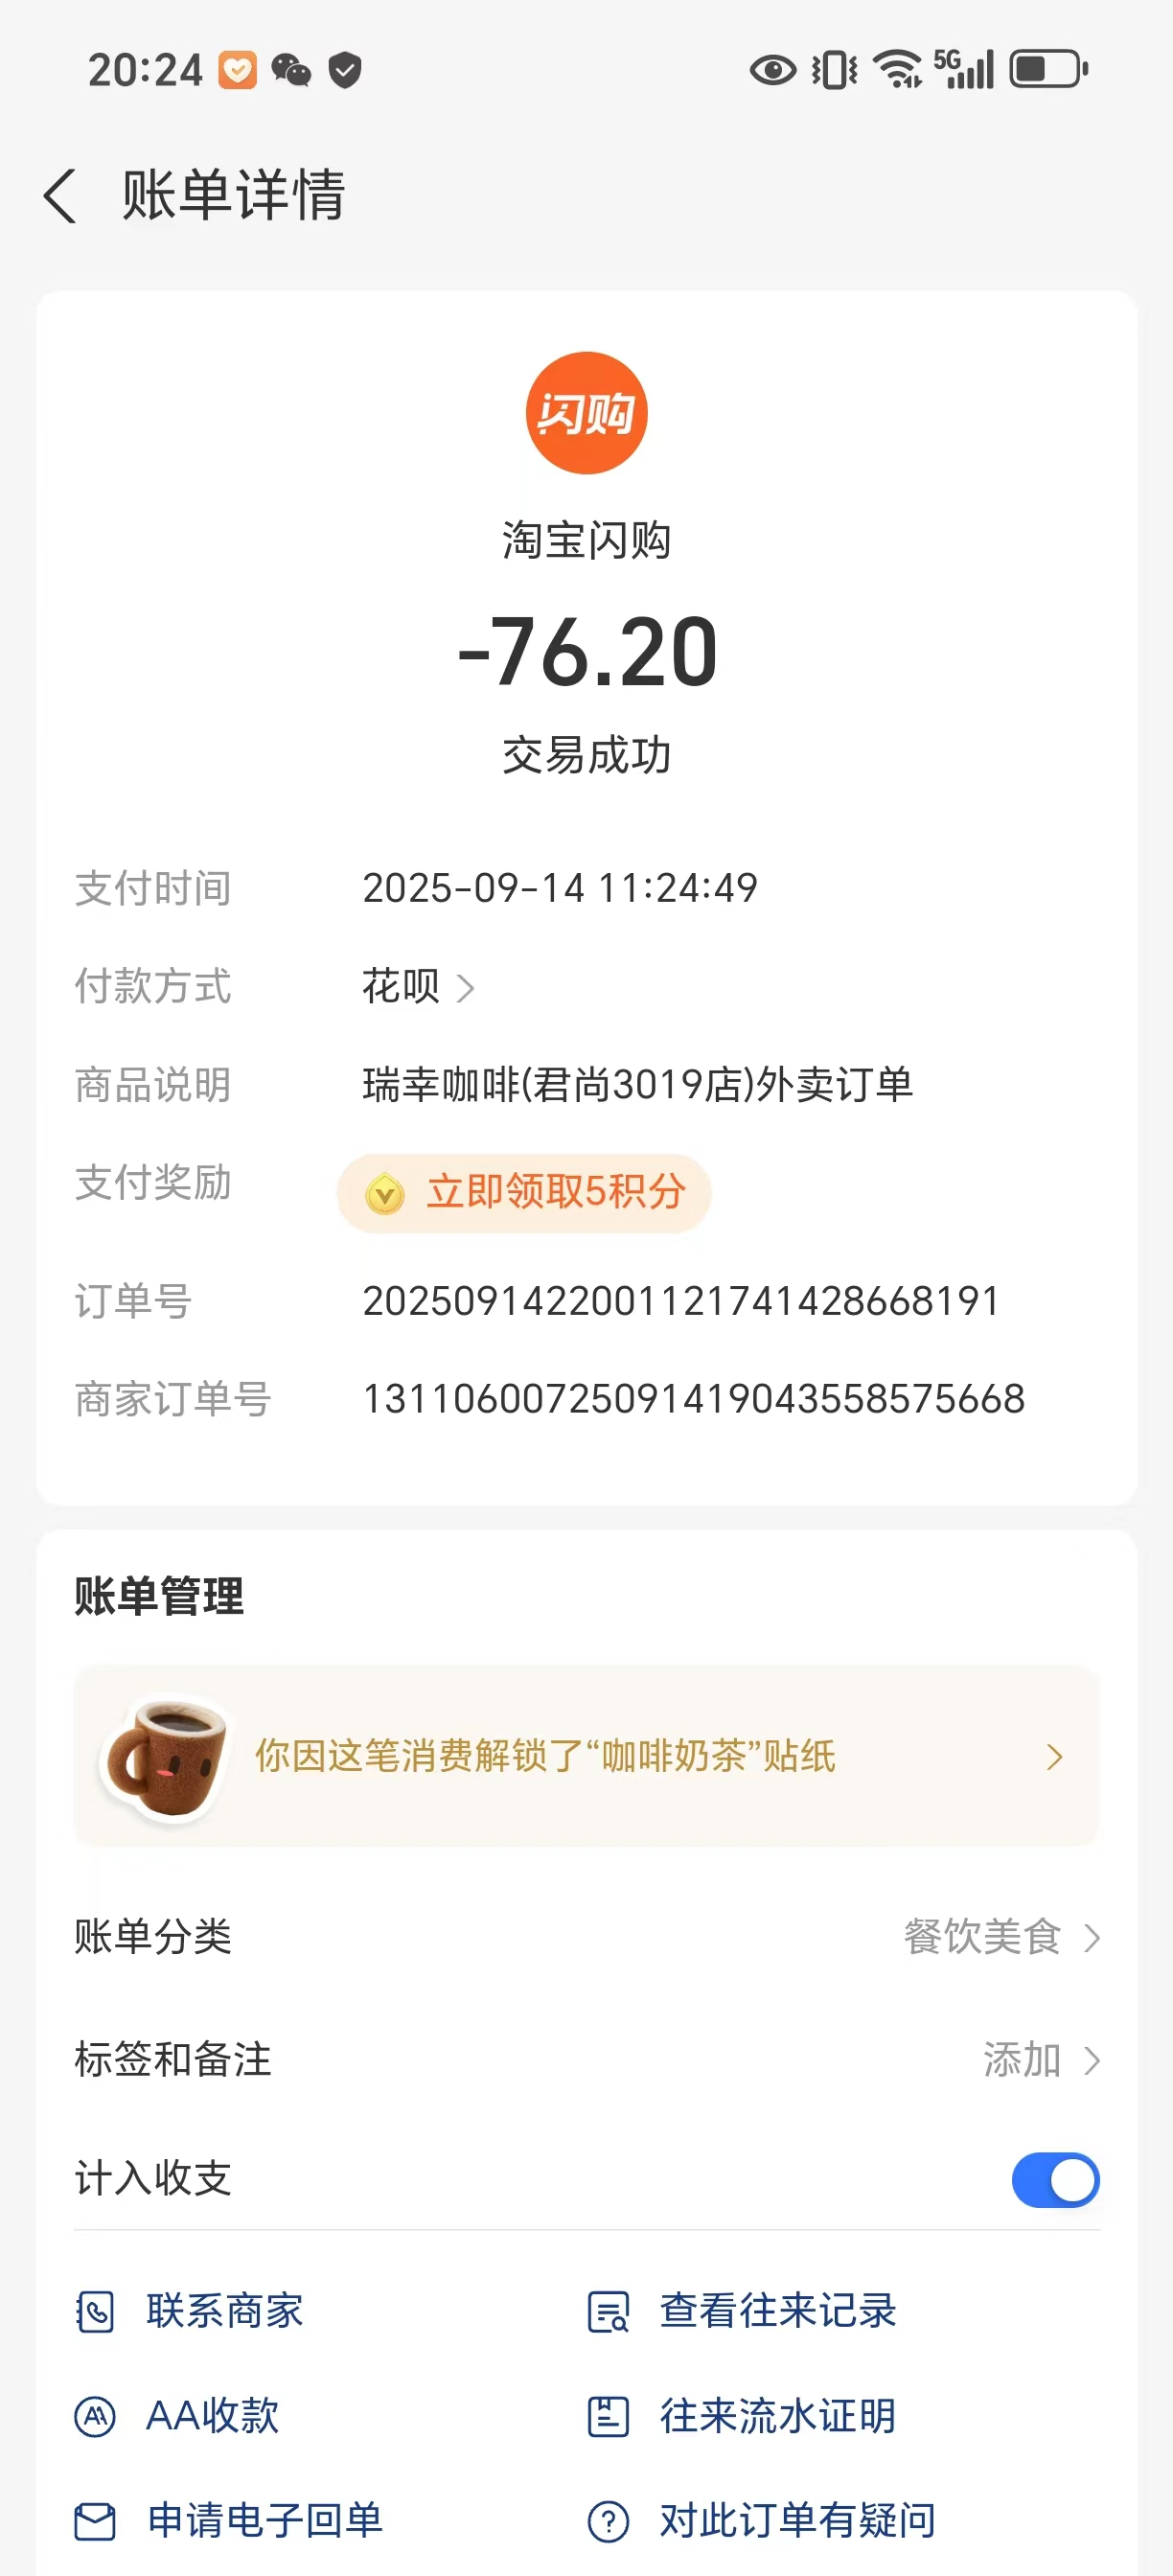 20:24 5G
账单详情
闪购
淘宝闪购
-76.20
交易成功
支付时间 2025-09-14 11:24:49
付款方式 花呗
商品说明 瑞幸咖啡(君尚3019店)外卖订单
支付奖励 立即领取5积分
订单号 2025091422001121741428668191
商家订单号 13110600725091419043558575668
账单管理
你因这笔消费解锁了“咖啡奶茶”贴纸
账单分类 餐饮美食
标签和备注 添加
计入收支
联系商家 查看往来记录
AA收款 往来流水证明
申请电子回单 对此订单有疑问